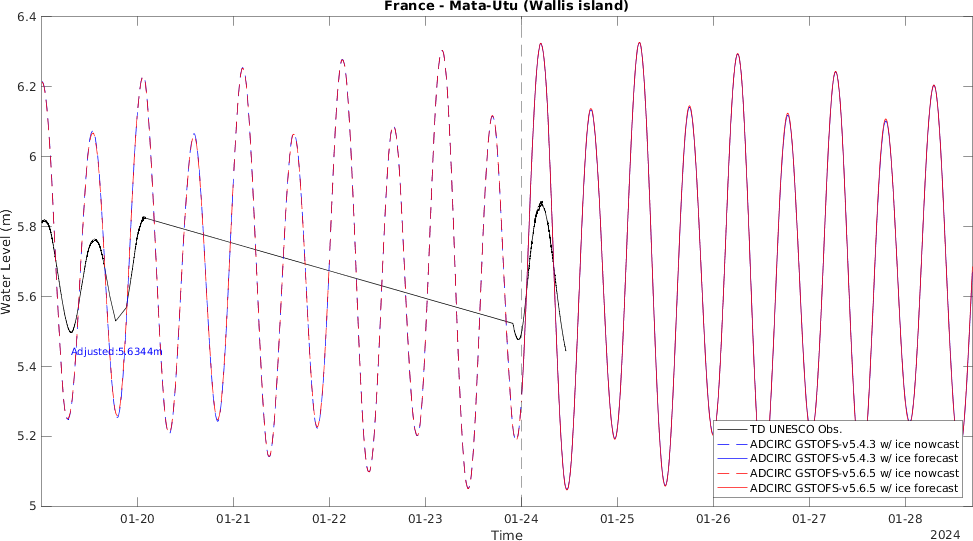 France - Mata-Utu (Wallis island)
6.4
6.2
6
5.8
5.6
5.4
5.2
5
Water Level (m)
Adjusted:5.6344m
TD UNESCO Obs.
ADCIRC GSTOFS-v5.4.3 w/ ice nowcast
ADCIRC GSTOFS-v5.4.3 w/ ice forecast
ADCIRC GSTOFS-v5.6.5 w/ ice nowcast
ADCIRC GSTOFS-v5.6.5 w/ ice forecast
01-20 01-21 01-22 01-23 01-24 01-25 01-26 01-27 01-28
Time
2024